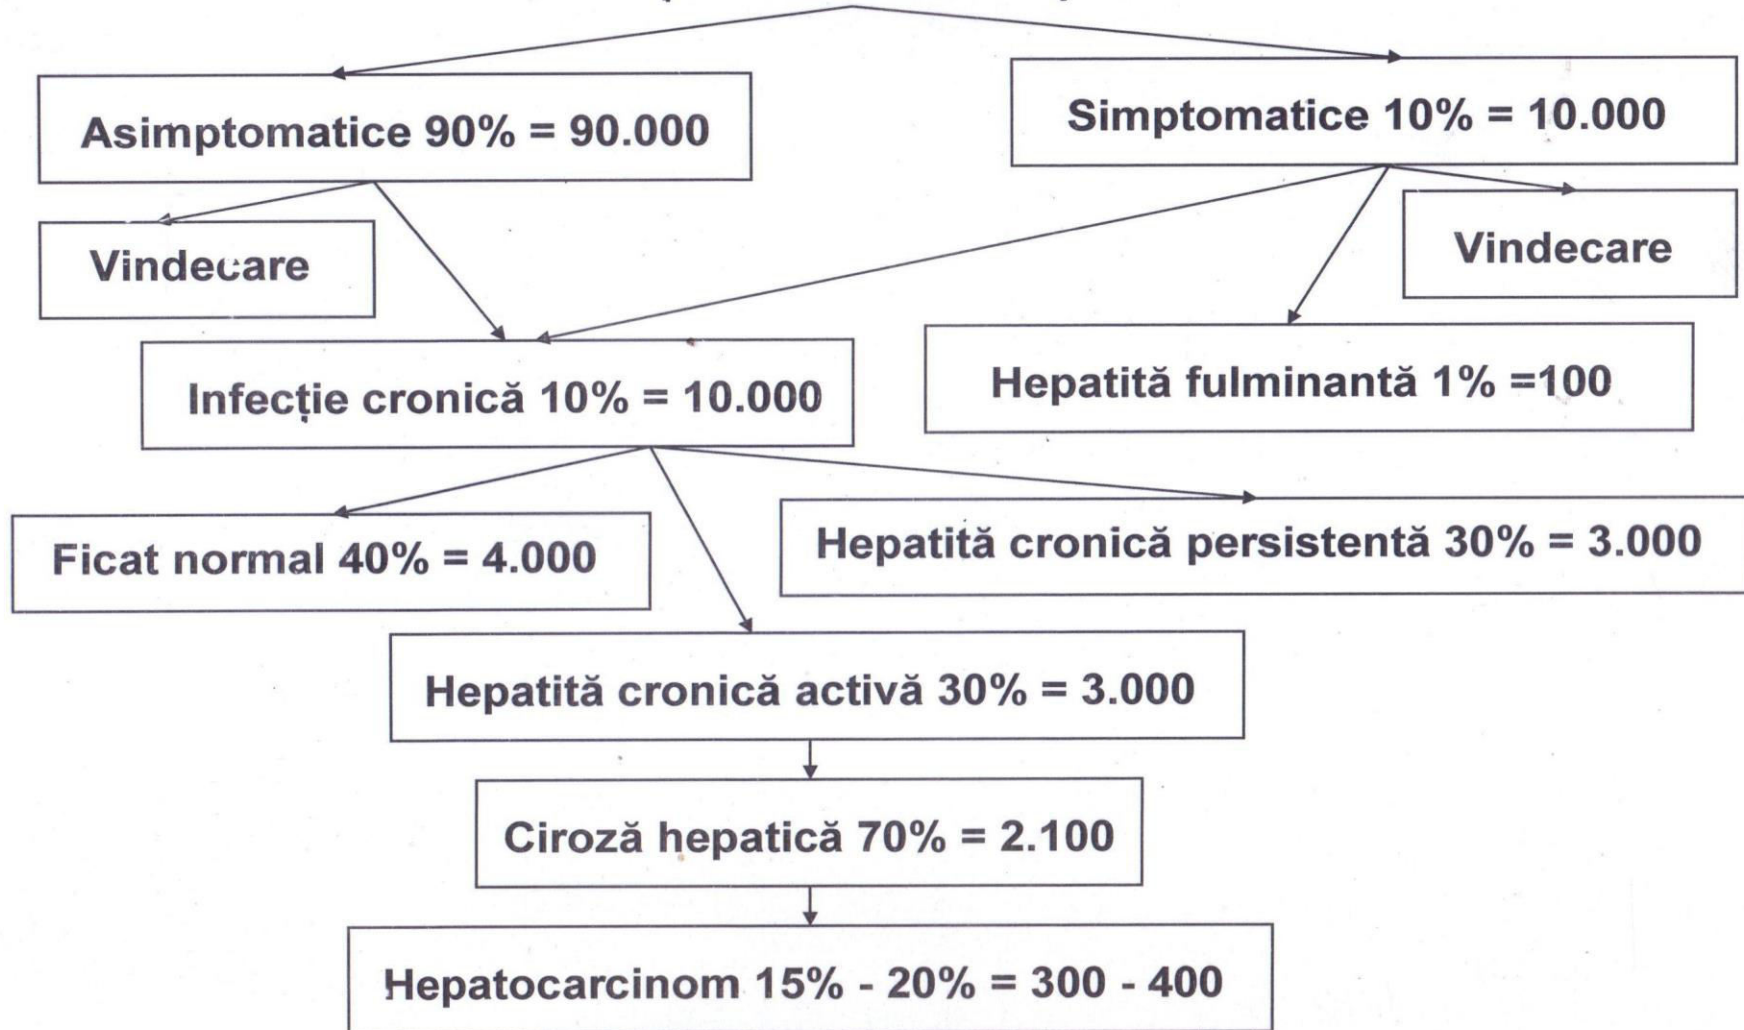 Asimptomatice 90% = 90.000
Simptomatice 10% = 10.000
Vindecare
Vindecare
Infecție cronică 10% = 10.000
Hepatită fulminantă 1% =100
Ficat normal 40% = 4.000
Hepatită cronică persistentă 30% = 3.000
Hepatită cronică activă 30% = 3.000
Ciroză hepatică 70% = 2.100
Hepatocarcinom 15% - 20% = 300 - 400